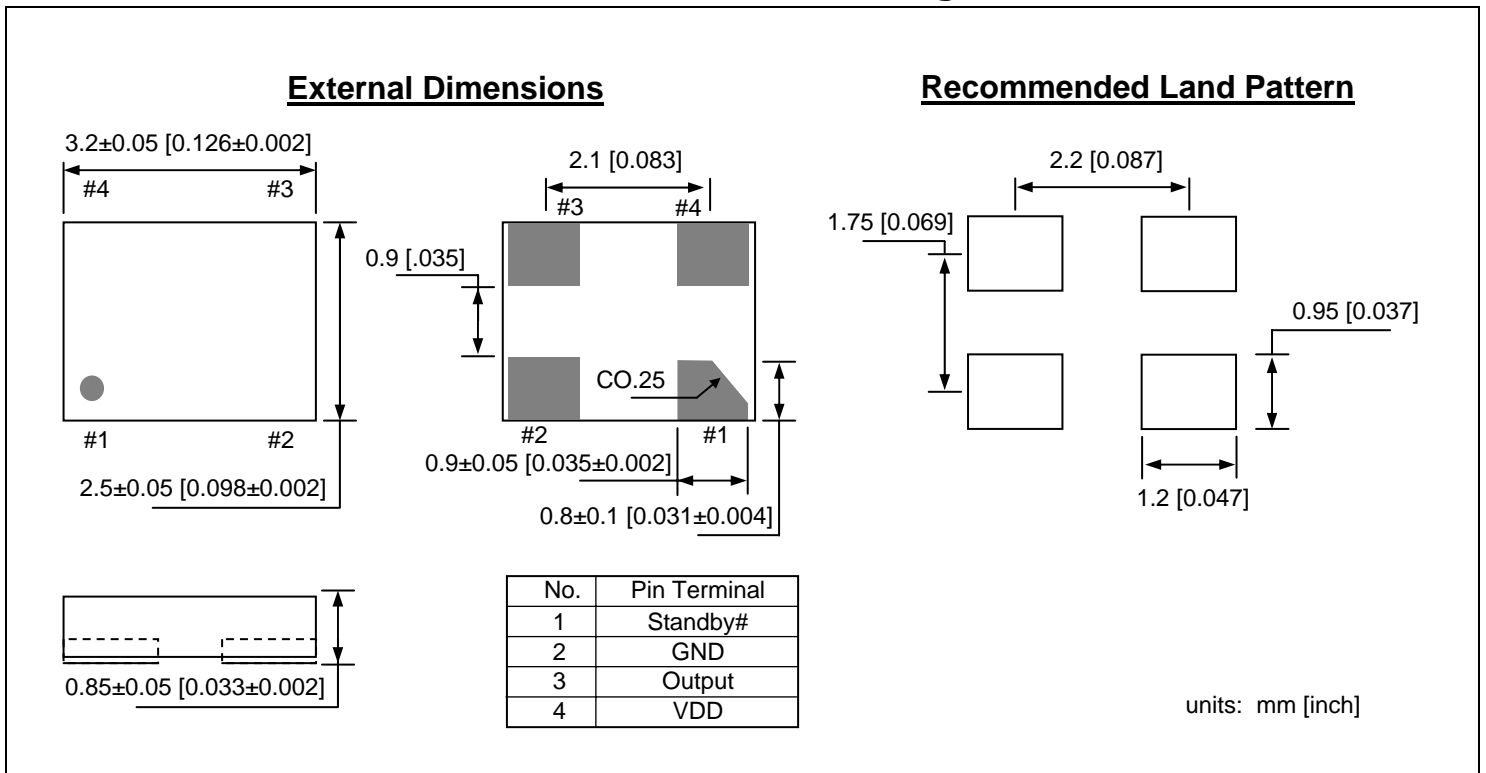 External Dimensions
Recommended Land Pattern
3.2±0.05 [0.126±0.002]
#4 #3
#1 #2
2.5±0.05 [0.098±0.002]
2.1 [0.083]
#3 #4
0.9 [.035]
CO.25
#2 #1
0.9±0.05 [0.035±0.002]
0.8±0.1 [0.031±0.004]
2.2 [0.087]
1.75 [0.069]
0.95 [0.037]
1.2 [0.047]
0.85±0.05 [0.033±0.002]
No. Pin Terminal
1 Standby#
2 GND
3 Output
4 VDD
units: mm [inch]